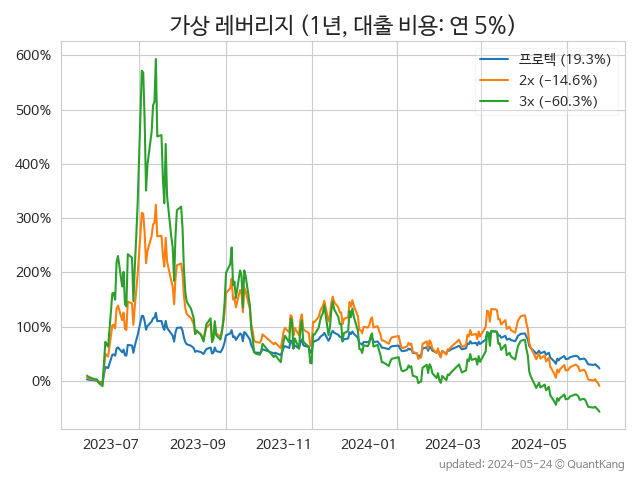 가상 레버리지 (1년, 대출 비용: 연 5%)
600%
500%
400%
300%
200%
100%
0%
프로텍 (19.3%)
2x (−14.6%)
3x (−60.3%)
2023-07
2023-09
2023-11
2024-01
2024-03
2024-05
updated: 2024-05-24 © QuantKang